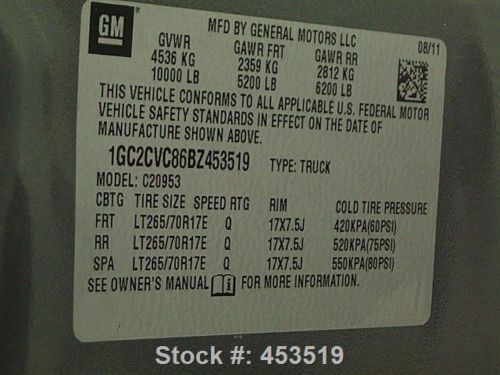 GM
MFD BY GENERAL MOTORS LLC
08/11
GVWR GAWR FRT GAWR RR
4536 KG 2359 KG 2812 KG
10000 LB 5200 LB 6200 LB
THIS VEHICLE CONFORMS TO ALL APPLICABLE U.S. FEDERAL MOTOR
VEHICLE SAFETY STANDARDS IN EFFECT ON THE DATE OF
MANUFACTURE SHOWN ABOVE.
1GC2CVC86BZ453519 TYPE: TRUCK
MODEL: C20953
CBTG TIRE SIZE SPEED RTG RIM COLD TIRE PRESSURE
FRT LT265/70R17E Q 17X7.5J 420KPA(60PSI)
RR LT265/70R17E Q 17X7.5J 520KPA(75PSI)
SPA LT265/70R17E Q 17X7.5J 550KPA(80PSI)
SEE OWNER'S MANUAL FOR MORE INFORMATION.
Stock #: 453519